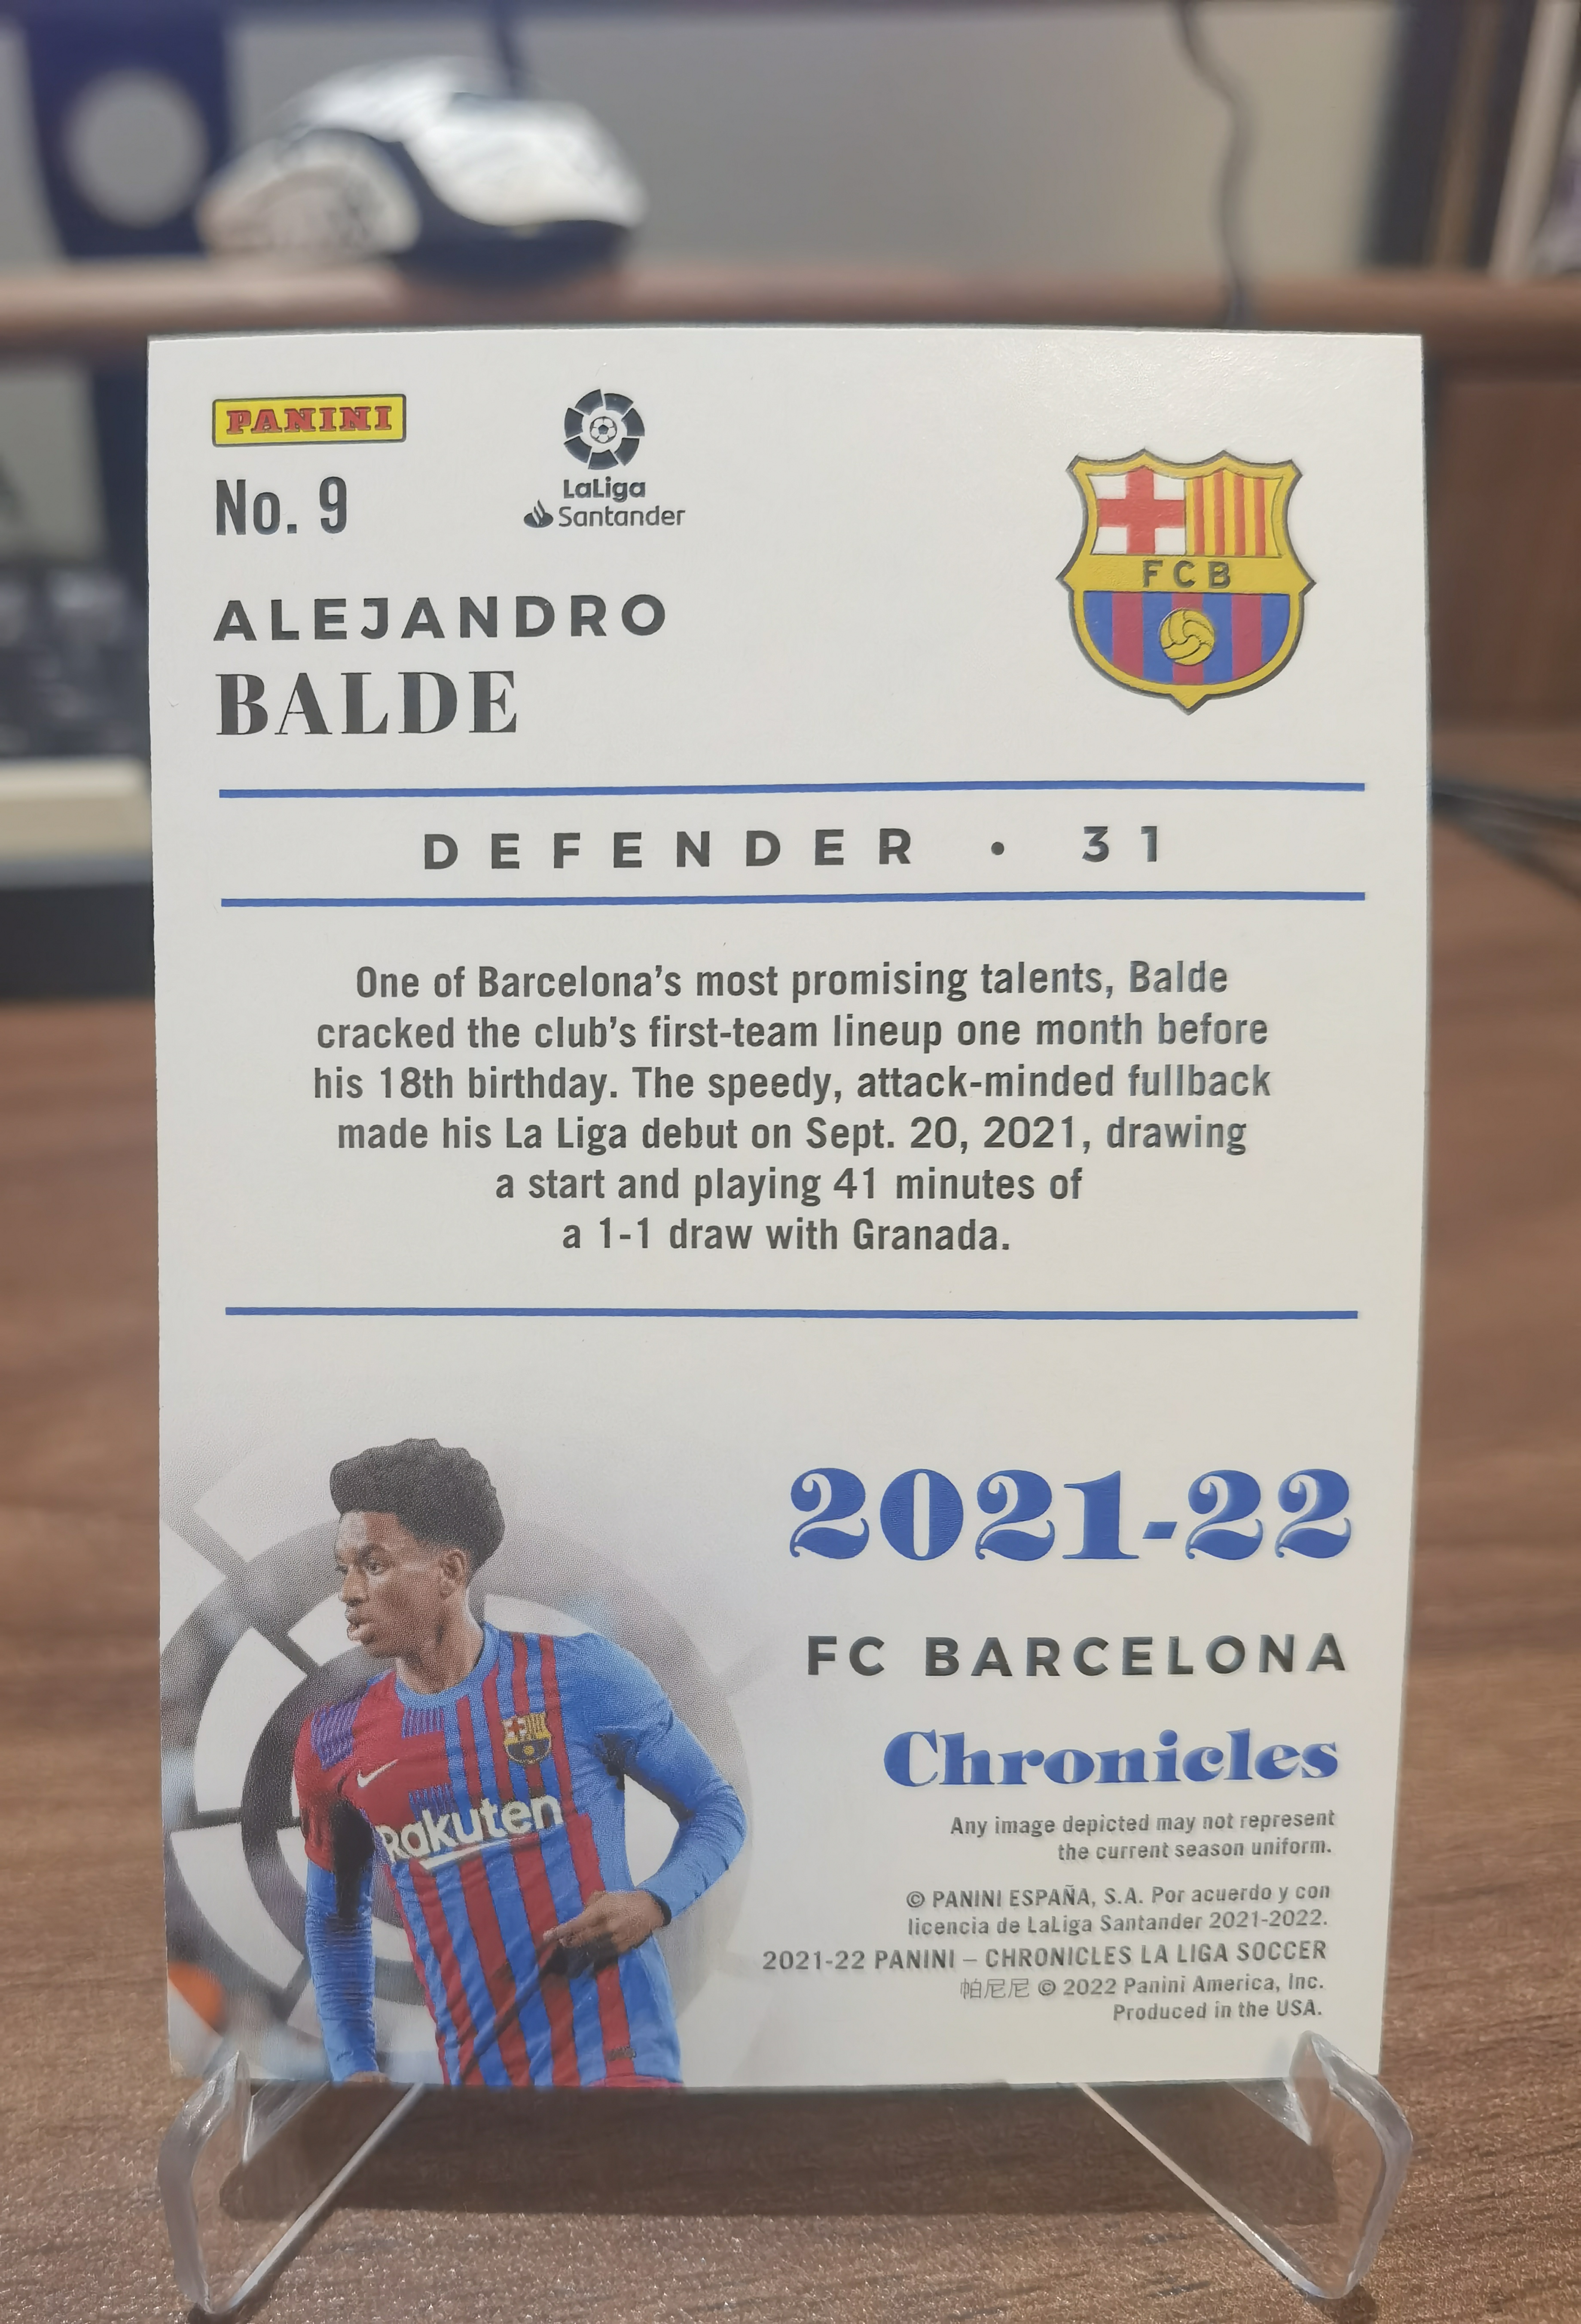 PANINI
No. 9
LaLiga
Santander
FCB
ALEJANDRO
BALDE
DEFENDER • 31
One of Barcelona's most promising talents, Balde
cracked the club's first-team lineup one month before
his 18th birthday. The speedy, attack-minded fullback
made his La Liga debut on Sept. 20, 2021, drawing
a start and playing 41 minutes of
a 1-1 draw with Granada.
2021-22
FC BARCELONA
Chronicles
Rakuten
Any image depicted may not represent
the current season uniform.
© PANINI ESPAÑA, S.A. Por acuerdo y con
licencia de LaLiga Santander 2021-2022.
2021-22 PANINI – CHRONICLES LA LIGA SOCCER
帕尼尼 © 2022 Panini America, Inc.
Produced in the USA.